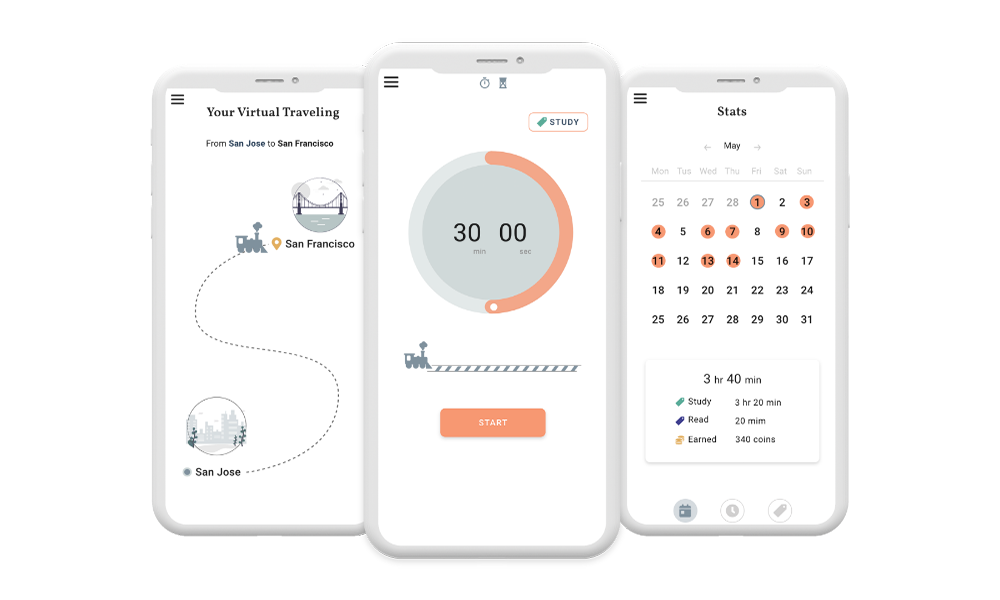 Your Virtual Traveling
From San Jose to San Francisco
San Francisco
San Jose
STUDY
30 00
min sec
START
Stats
May
Mon Tus Wed Thu Fri Sat Sun
25 26 27 28 1 2 3
4 5 6 7 8 9 10
11 12 13 14 15 16 17
18 19 20 21 22 23 24
25 26 27 28 29 30 31
3 hr 40 min
Study 3 hr 20 min
Read 20 mim
Earned 340 coins